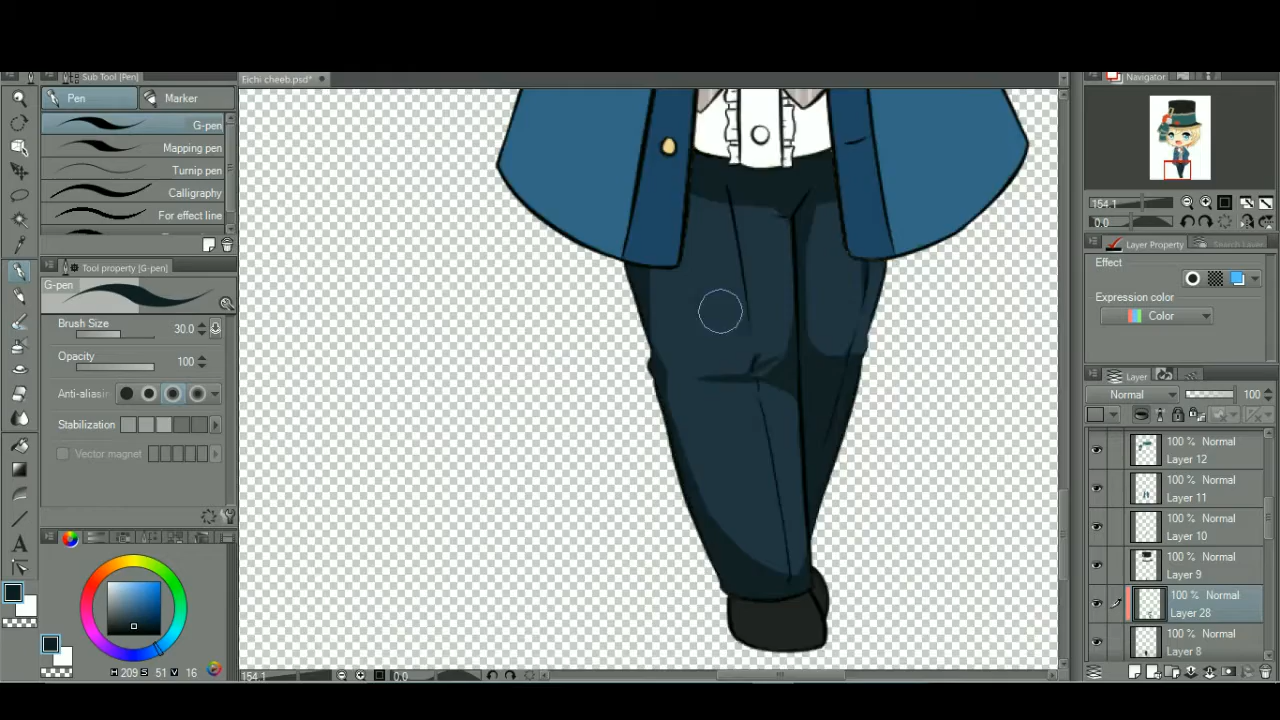 Sub Tool [Pen]
Eichi cheeb.psd*
Navigator
Pen
Marker
G-pen
Mapping pen
Turnip pen
Calligraphy
For effect line
154.1
0.0
Layer Property
Search Layer
Tool property [G-pen]
Effect
G-pen
Expression color
Color
Brush Size
30.0
Opacity
100
Layer
Anti-aliasin
Normal
100
Stabilization
100 % Normal
Layer 12
Vector magnet
100 % Normal
Layer 11
100 % Normal
Layer 10
A
100 % Normal
Layer 9
100 % Normal
Layer 28
100 % Normal
Layer 8
H 209 S 51 V 16
154.1
0.0